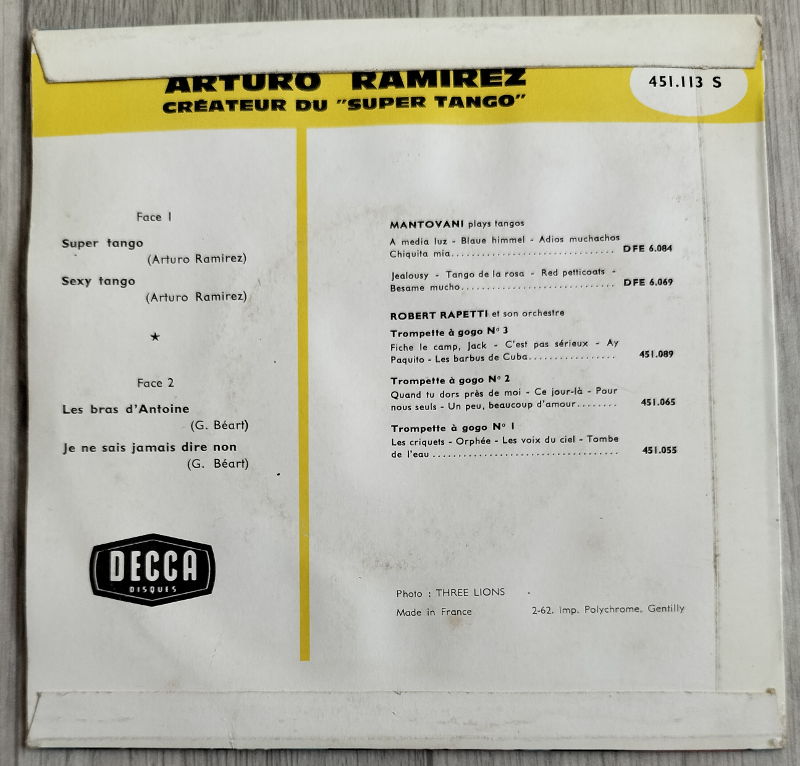 ARTURO RAMIREZ
CRÉATEUR DU "SUPER TANGO"
451.113 S
Face 1
Super tango
(Arturo Ramirez)
Sexy tango
(Arturo Ramirez)
★
Face 2
Les bras d'Antoine
(G. Béart)
Je ne sais jamais dire non
(G. Béart)
DECCA
DISQUES
MANTOVANI plays tangos
A media luz - Blaue himmel - Adios muchachos
Chiquita mia................................ DFE 6.084
Jealousy - Tango de la rosa - Red petticoats -
Besame mucho.............................. DFE 6.069
ROBERT RAPETTI et son orchestre
Trompette à gogo N° 3
Fiche le camp, Jack - C'est pas sérieux - Ay
Paquito - Les barbus de Cuba................. 451.089
Trompette à gogo N° 2
Quand tu dors près de moi - Ce jour-là - Pour
nous seuls - Un peu, beaucoup d'amour........ 451.065
Trompette à gogo N° 1
Les criquets - Orphée - Les voix du ciel - Tombe
de l'eau .................................... 451.055
Photo : THREE LIONS
Made in France 2-62. Imp. Polychrome, Gentilly